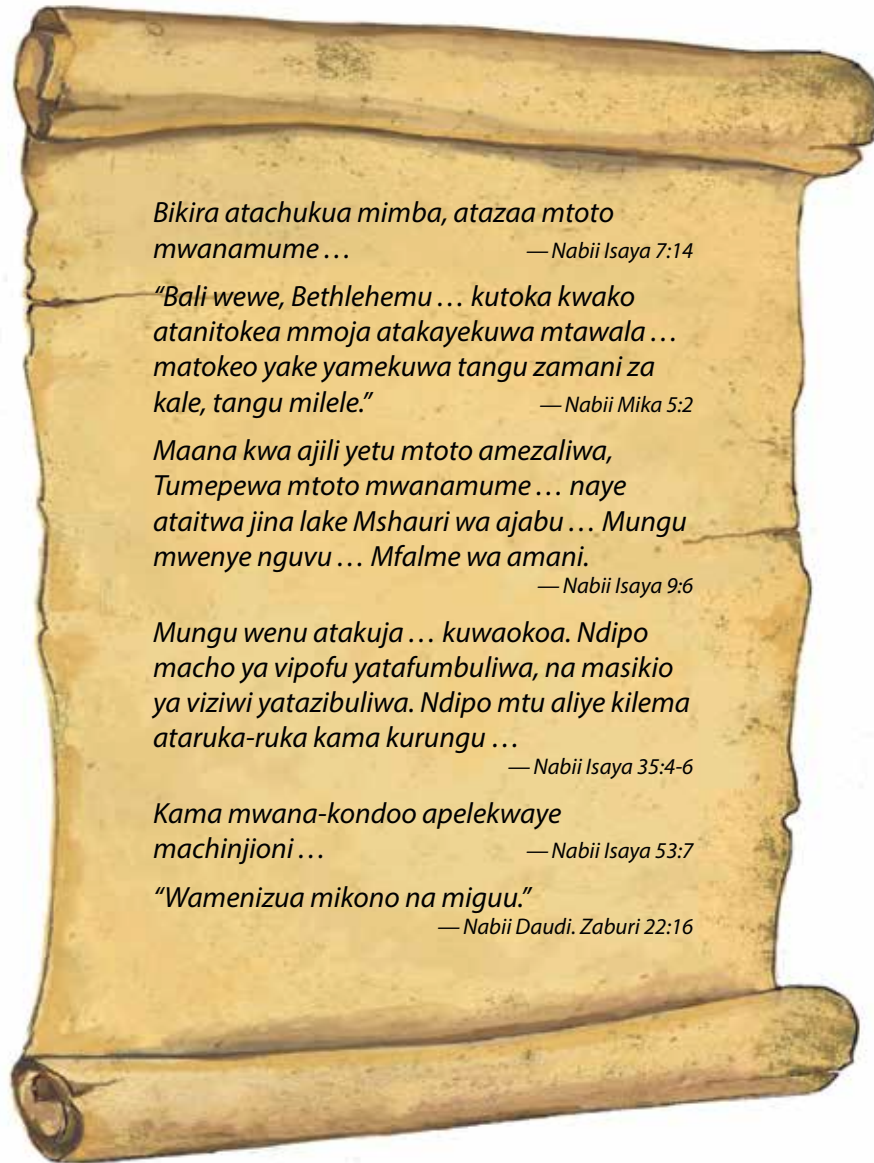 Bikira atachukua mimba, atazaa mtoto
mwanamume … — Nabii Isaya 7:14
“Bali wewe, Bethlehemu … kutoka kwako
atanitokea mmoja atakayekuwa mtawala …
matokeo yake yamekuwa tangu zamani za
kale, tangu milele.” — Nabii Mika 5:2
Maana kwa ajili yetu mtoto amezaliwa,
Tumepewa mtoto mwanamume … naye
ataitwa jina lake Mshauri wa ajabu … Mungu
mwenye nguvu … Mfalme wa amani.
— Nabii Isaya 9:6
Mungu wenu atakuja … kuwaokoa. Ndipo
macho ya vipofu yatafumbuliwa, na masikio
ya viziwi yatazibuliwa. Ndipo mtu aliye kilema
ataruka-ruka kama kurungu …
— Nabii Isaya 35:4-6
Kama mwana-kondoo apelekwaye
machinjioni … — Nabii Isaya 53:7
“Wamenizua mikono na miguu.”
— Nabii Daudi. Zaburi 22:16